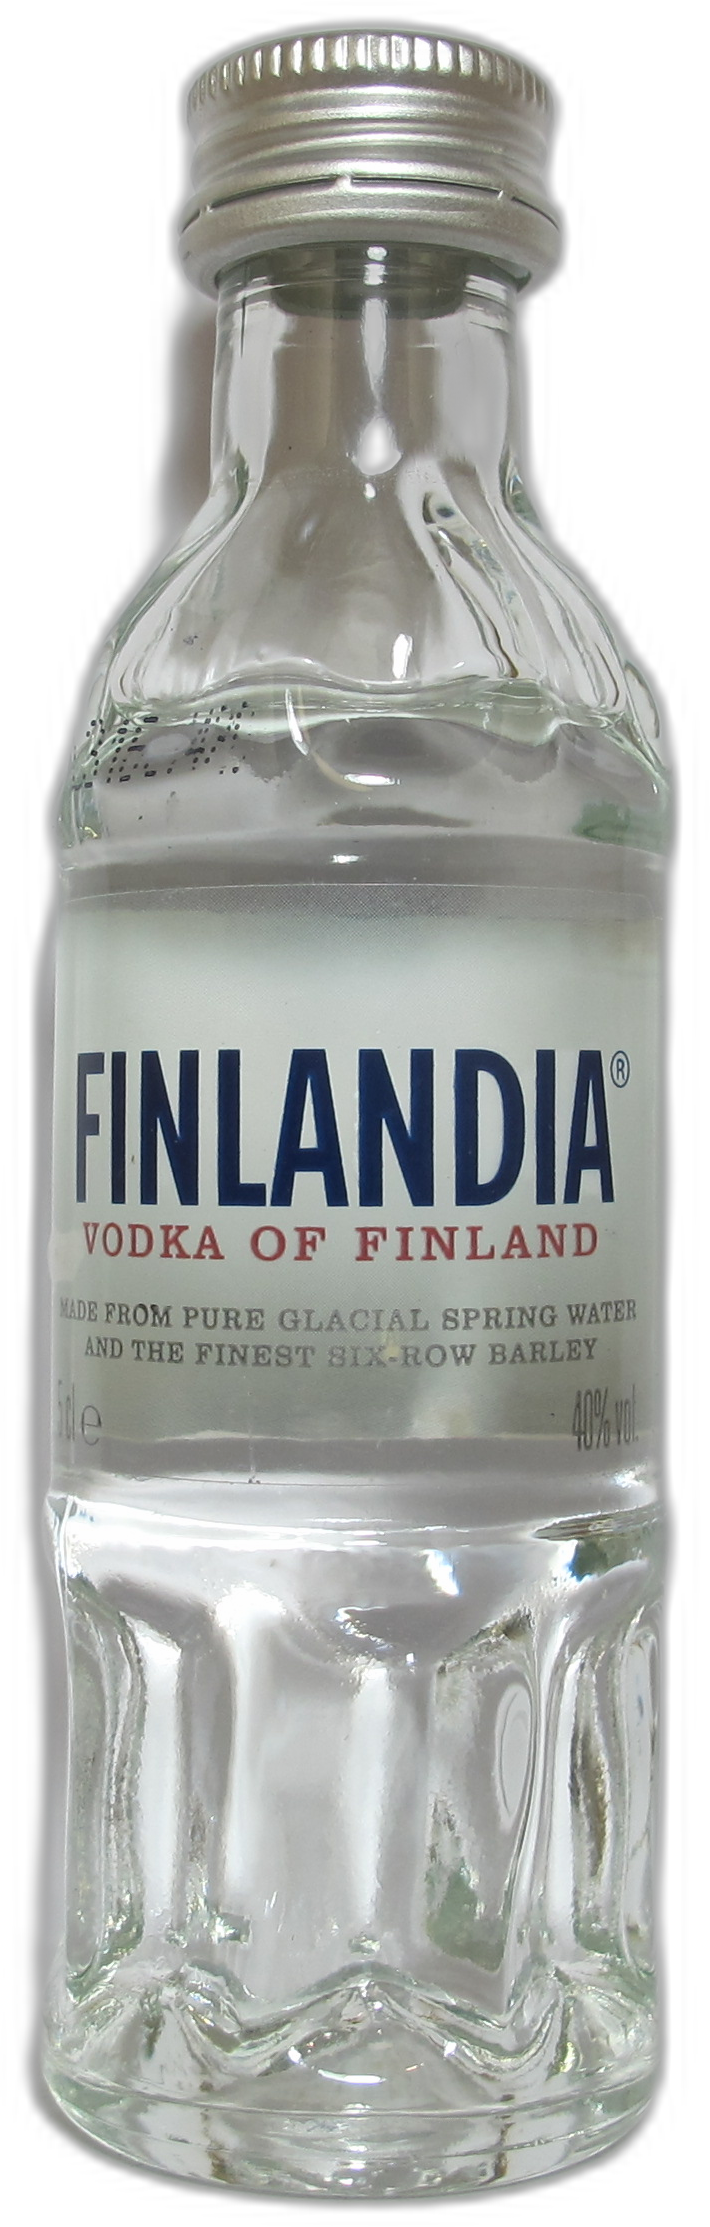 FINLANDIA®
VODKA OF FINLAND
MADE FROM PURE GLACIAL SPRING WATER
AND THE FINEST SIX-ROW BARLEY
5 cl ℮ 40% vol.